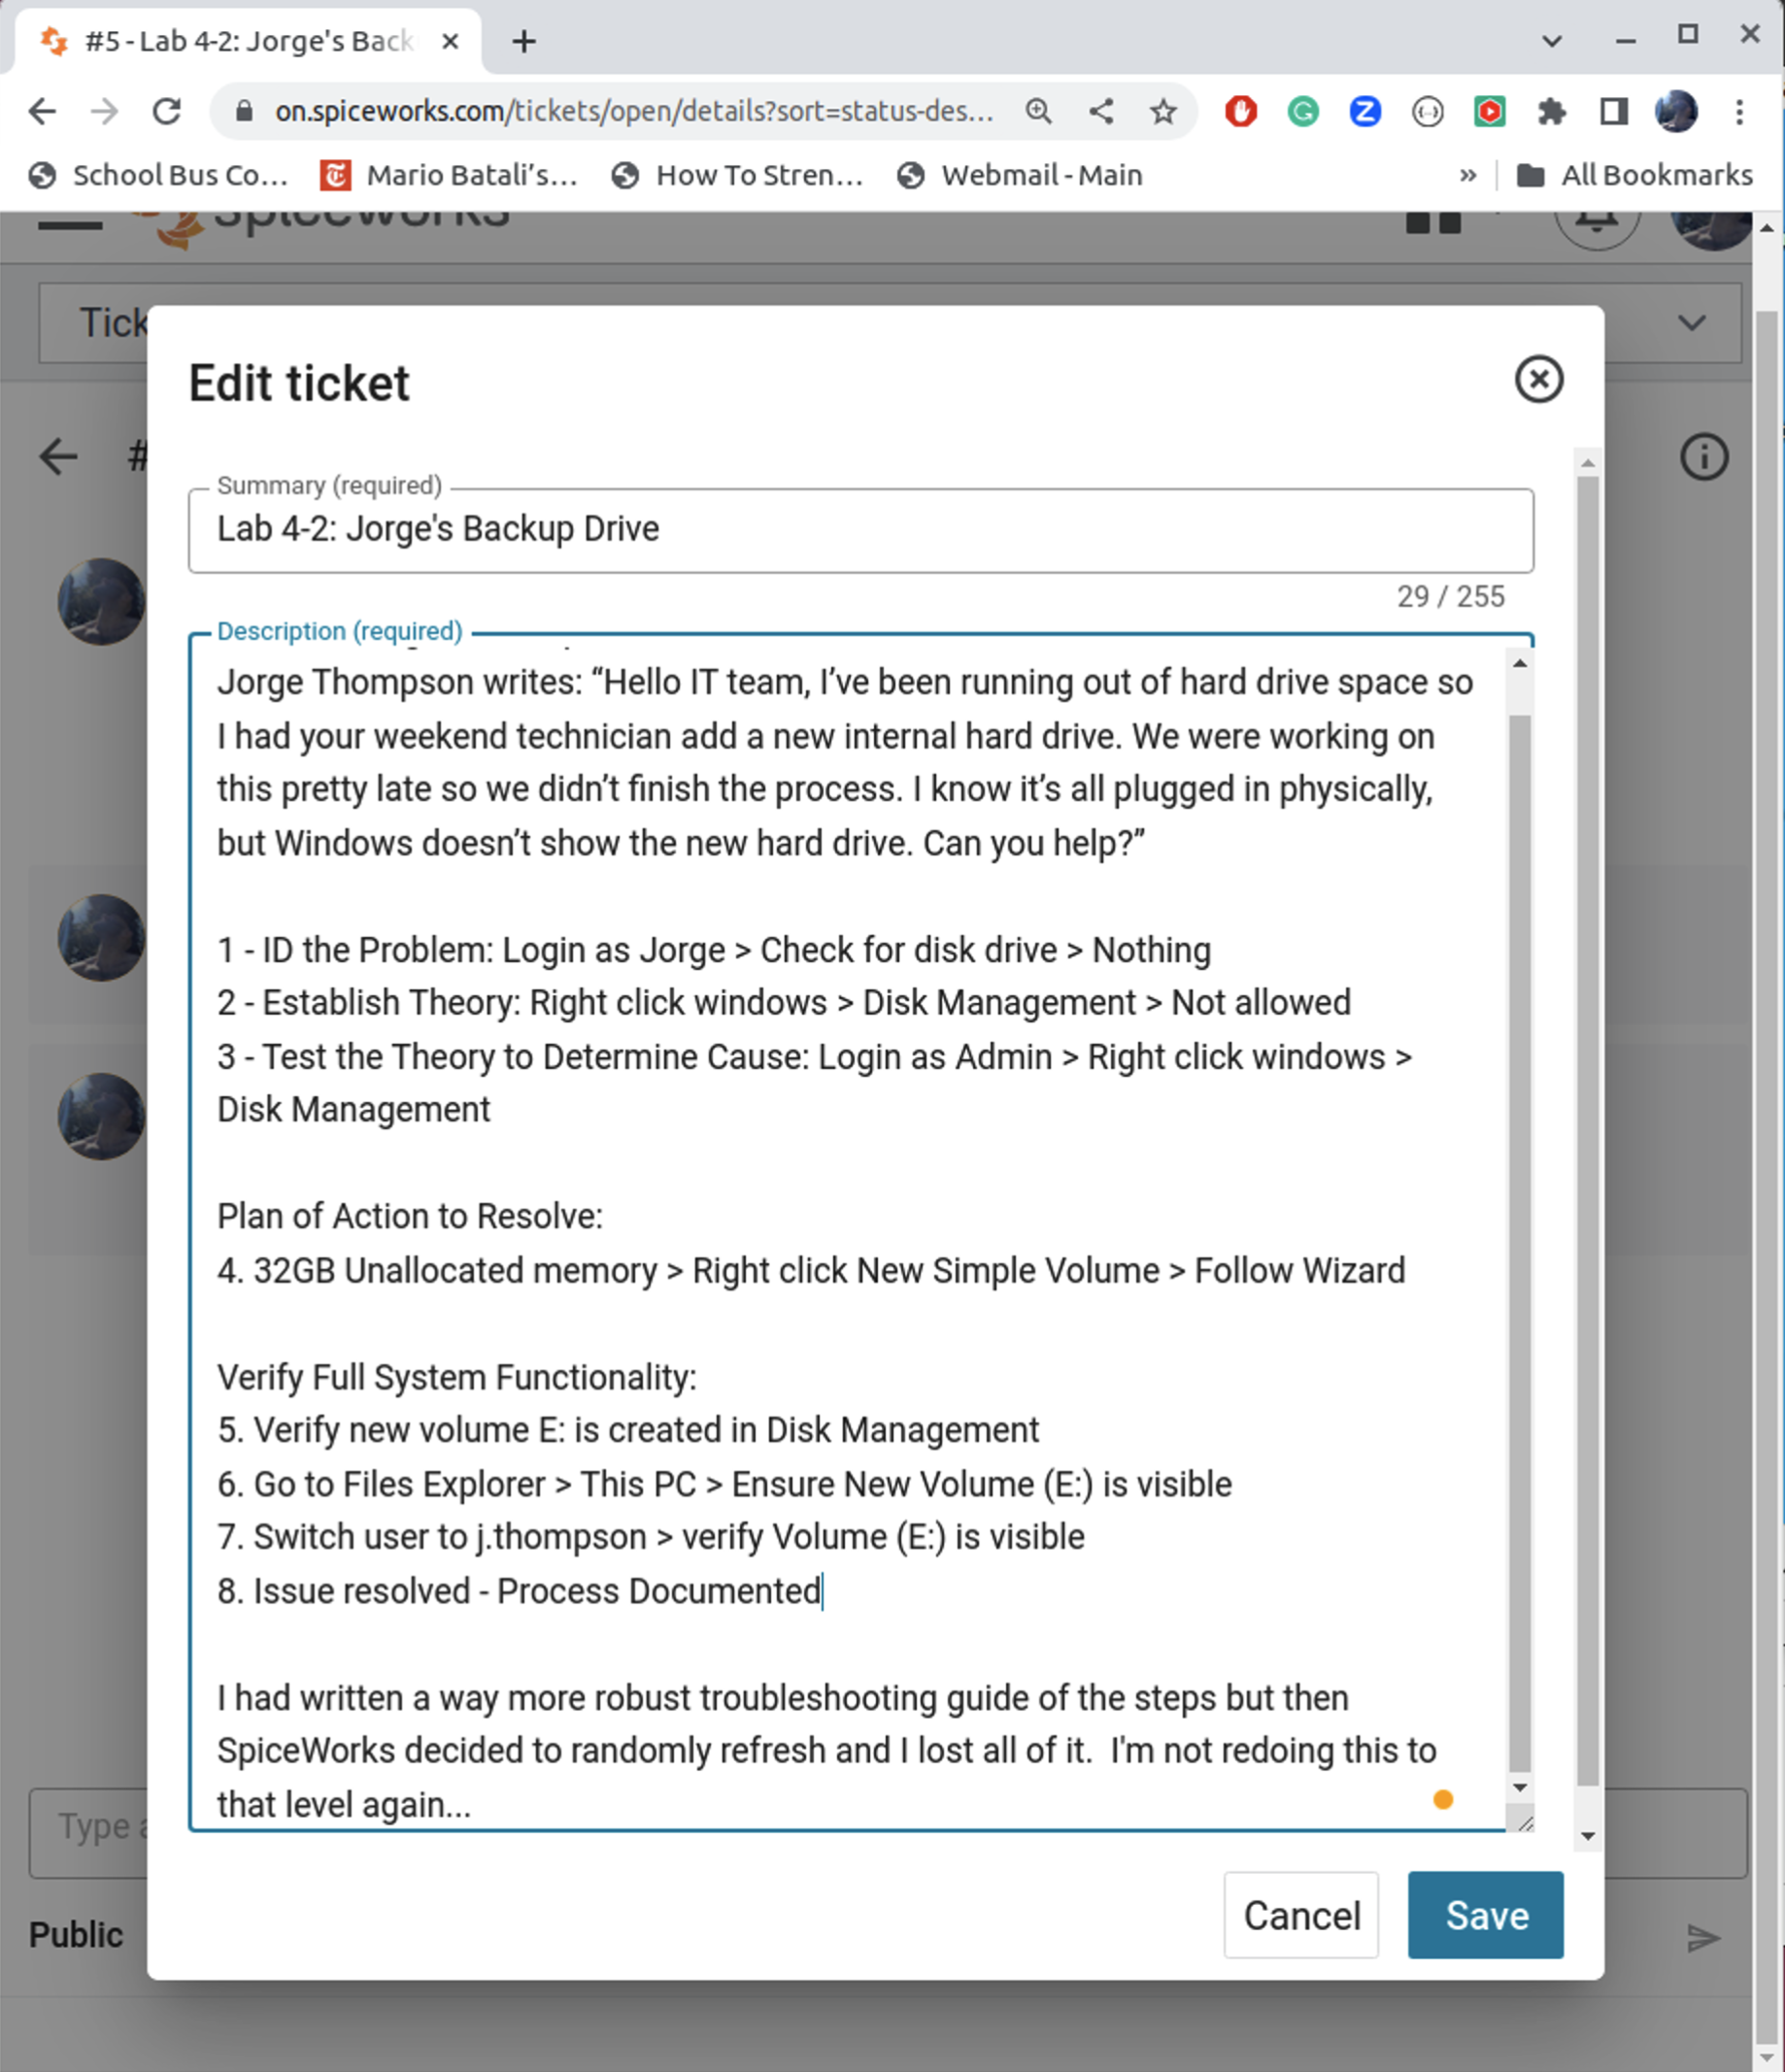 #5 - Lab 4-2: Jorge's Back
on.spiceworks.com/tickets/open/details?sort=status-des...
School Bus Co...
Mario Batali’s...
How To Stren...
Webmail - Main
»
All Bookmarks
spiceworks
Tick
#
Edit ticket
Summary (required)
Lab 4-2: Jorge's Backup Drive
29 / 255
Description (required)
Jorge Thompson writes: “Hello IT team, I’ve been running out of hard drive space so
I had your weekend technician add a new internal hard drive. We were working on
this pretty late so we didn’t finish the process. I know it’s all plugged in physically,
but Windows doesn’t show the new hard drive. Can you help?”
1 - ID the Problem: Login as Jorge > Check for disk drive > Nothing
2 - Establish Theory: Right click windows > Disk Management > Not allowed
3 - Test the Theory to Determine Cause: Login as Admin > Right click windows >
Disk Management
Plan of Action to Resolve:
4. 32GB Unallocated memory > Right click New Simple Volume > Follow Wizard
Verify Full System Functionality:
5. Verify new volume E: is created in Disk Management
6. Go to Files Explorer > This PC > Ensure New Volume (E:) is visible
7. Switch user to j.thompson > verify Volume (E:) is visible
8. Issue resolved - Process Documented
I had written a way more robust troubleshooting guide of the steps but then
SpiceWorks decided to randomly refresh and I lost all of it.  I'm not redoing this to
that level again...
Type a
Cancel
Save
Public